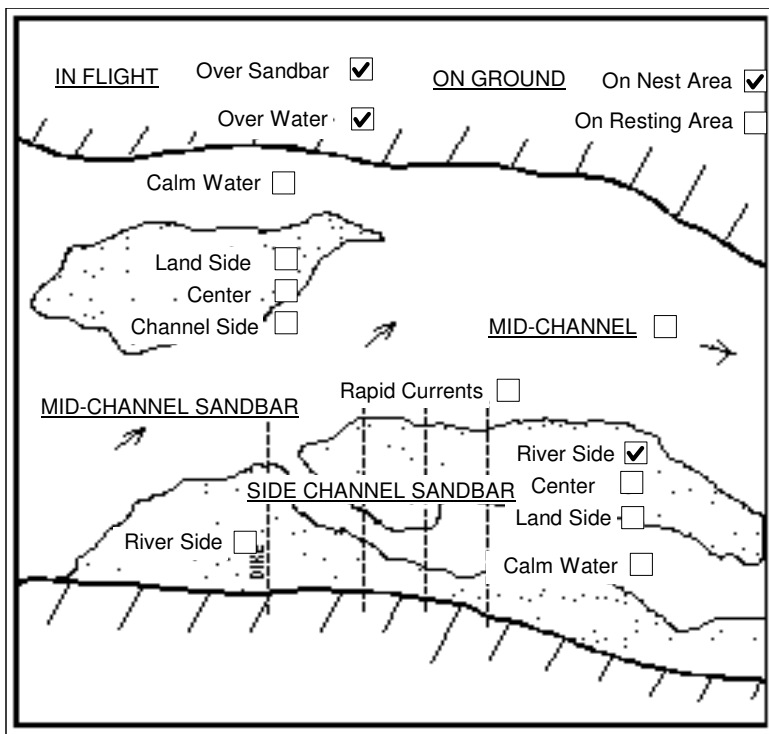 IN FLIGHT
Over Sandbar
ON GROUND
On Nest Area
Over Water
On Resting Area
Calm Water
Land Side
Center
Channel Side
MID-CHANNEL
Rapid Currents
MID-CHANNEL SANDBAR
River Side
Center
SIDE CHANNEL SANDBAR
Land Side
River Side
DIKE
Calm Water